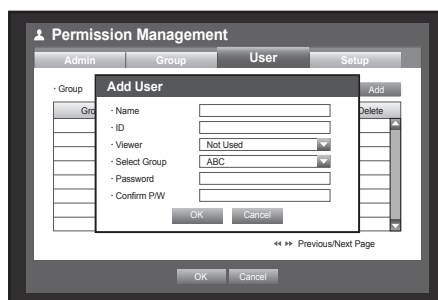 Permission Management
Admin Group User Setup
· Group Add
Gro Delete
Add User
· Name
· ID
· Viewer Not Used
· Select Group ABC
· Password
· Confirm P/W
OK Cancel
Previous/Next Page
OK Cancel